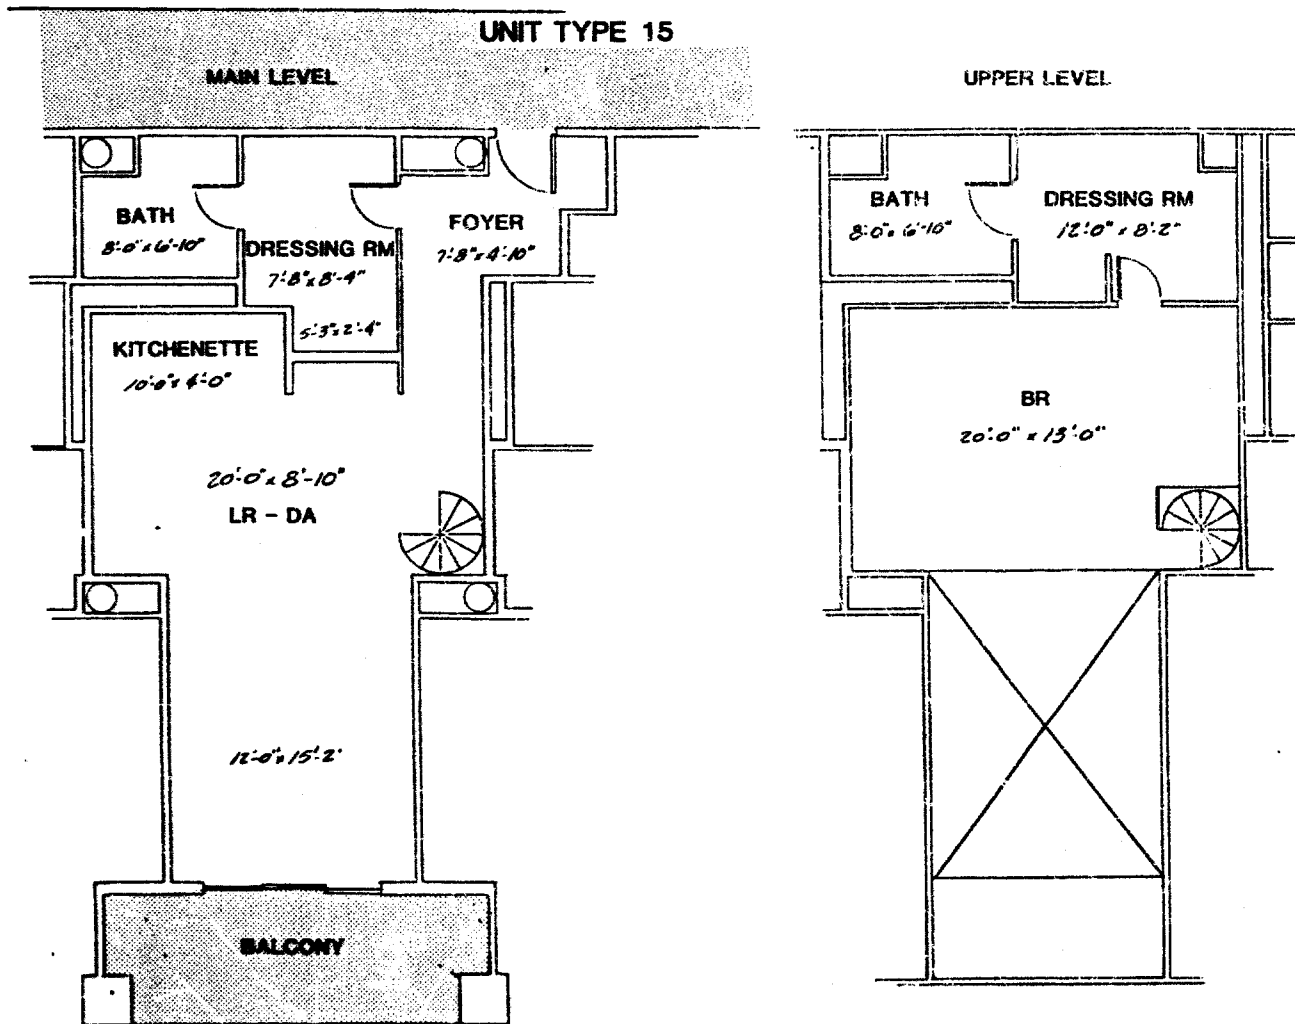 UNIT TYPE 15
MAIN LEVEL
UPPER LEVEL
BATH
8'-0" x 6'-10"
DRESSING RM
7'-8" x 8'-4"
5'-3" x 2'-4"
FOYER
7'-8" x 4'-10"
KITCHENETTE
10'-0" x 4'-0"
20'-0" x 8'-10"
LR - DA
12'-0" x 15'-2"
BALCONY
BATH
8'-0" x 6'-10"
DRESSING RM
12'-0" x 8'-2"
BR
20'-0" x 13'-0"